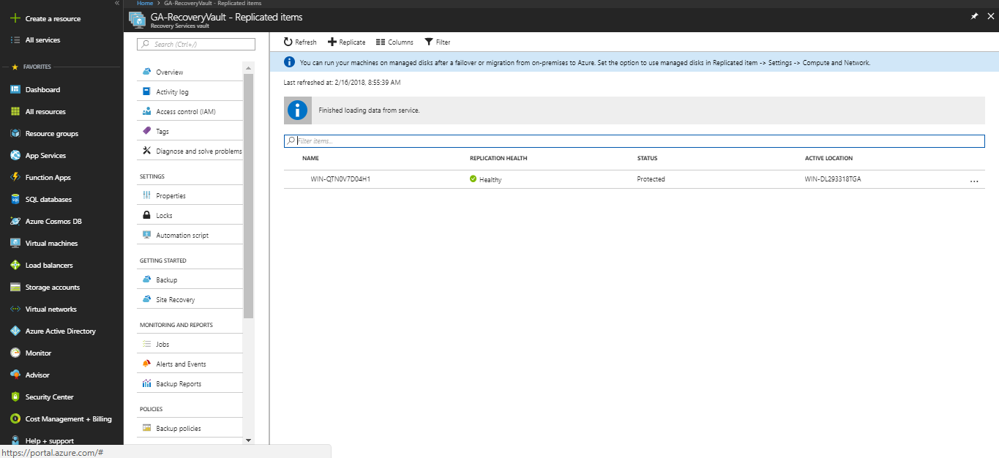 Home > GA-RecoveryVault - Replicated items
GA-RecoveryVault - Replicated items
Recovery Services vault
Create a resource
All services
FAVORITES
Dashboard
All resources
Resource groups
App Services
Function Apps
SQL databases
Azure Cosmos DB
Virtual machines
Load balancers
Storage accounts
Virtual networks
Azure Active Directory
Monitor
Advisor
Security Center
Cost Management + Billing
Help + support
https://portal.azure.com/#
Search (Ctrl+/)
Overview
Activity log
Access control (IAM)
Tags
Diagnose and solve problems
SETTINGS
Properties
Locks
Automation script
GETTING STARTED
Backup
Site Recovery
MONITORING AND REPORTS
Jobs
Alerts and Events
Backup Reports
POLICIES
Backup policies
Refresh Replicate Columns Filter
You can run your machines on managed disks after a failover or migration from on-premises to Azure. Set the option to use managed disks in Replicated item -> Settings -> Compute and Network.
Last refreshed at: 2/16/2018, 8:55:39 AM
Finished loading data from service.
Filter items...
NAME REPLICATION HEALTH STATUS ACTIVE LOCATION
WIN-QTN0V7D04H1 Healthy Protected WIN-DL293318TGA ...